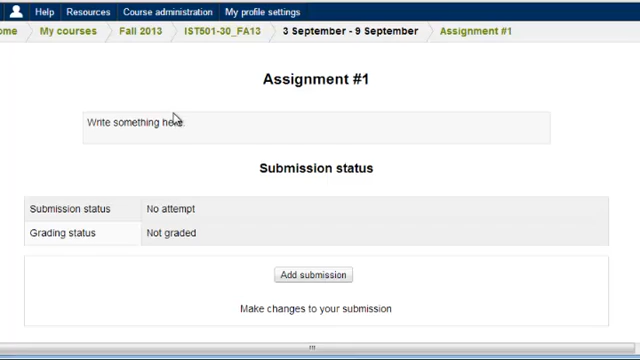 Help Resources Course administration My profile settings
My courses Fall 2013 IST501-30_FA13 3 September - 9 September Assignment #1
Assignment #1
Write something here.
Submission status
Submission status No attempt
Grading status Not graded
Add submission
Make changes to your submission